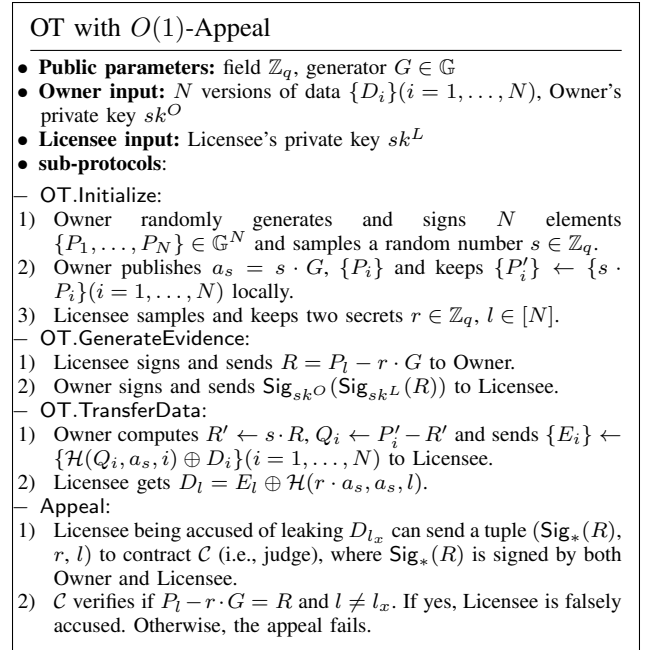 OT with O(1)-Appeal
• Public parameters: field ℤ_q, generator G ∈ 𝔾
• Owner input: N versions of data {D_i}(i = 1, . . . , N), Owner's
private key sk^O
• Licensee input: Licensee's private key sk^L
• sub-protocols:
– OT.Initialize:
1) Owner randomly generates and signs N elements
{P_1, . . . , P_N} ∈ 𝔾^N and samples a random number s ∈ ℤ_q.
2) Owner publishes a_s = s · G, {P_i} and keeps {P'_i} ← {s ·
P_i}(i = 1, . . . , N) locally.
3) Licensee samples and keeps two secrets r ∈ ℤ_q, l ∈ [N].
– OT.GenerateEvidence:
1) Licensee signs and sends R = P_l − r · G to Owner.
2) Owner signs and sends Sig_{sk^O}(Sig_{sk^L}(R)) to Licensee.
– OT.TransferData:
1) Owner computes R' ← s · R, Q_i ← P'_i − R' and sends {E_i} ←
{ℋ(Q_i, a_s, i) ⊕ D_i}(i = 1, . . . , N) to Licensee.
2) Licensee gets D_l = E_l ⊕ ℋ(r · a_s, a_s, l).
– Appeal:
1) Licensee being accused of leaking D_{l_x} can send a tuple (Sig_*(R),
r, l) to contract 𝒞 (i.e., judge), where Sig_*(R) is signed by both
Owner and Licensee.
2) 𝒞 verifies if P_l − r · G = R and l ≠ l_x. If yes, Licensee is falsely
accused. Otherwise, the appeal fails.